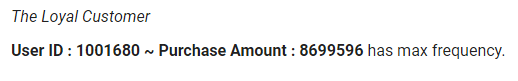 The Loyal Customer
User ID : 1001680 ~ Purchase Amount : 8699596 has max frequency.